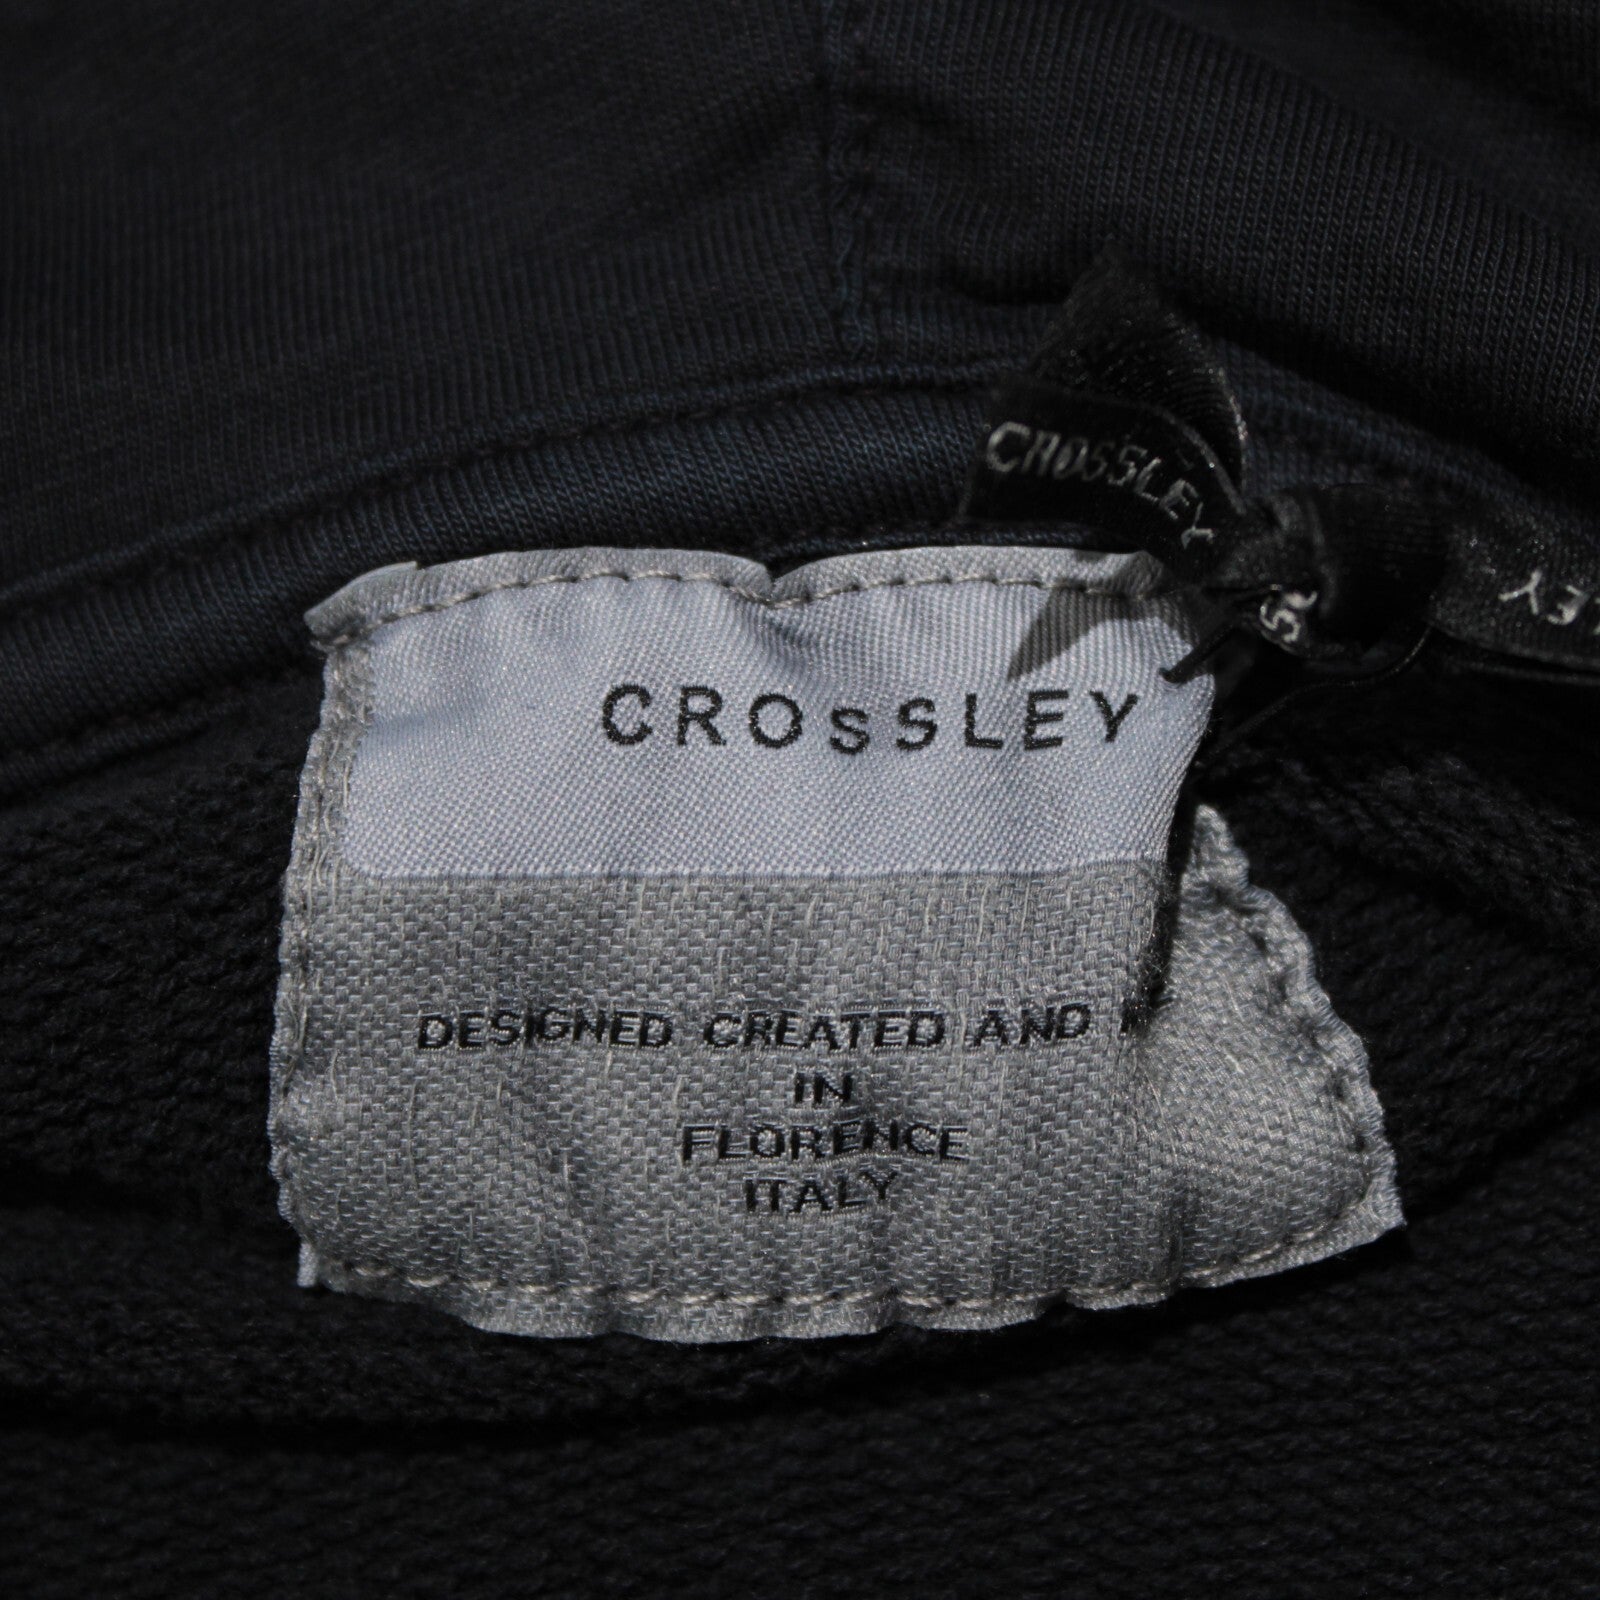 CROSSLEY
CROsSLEY
DESIGNED CREATED AND
IN
FLORENCE
ITALY